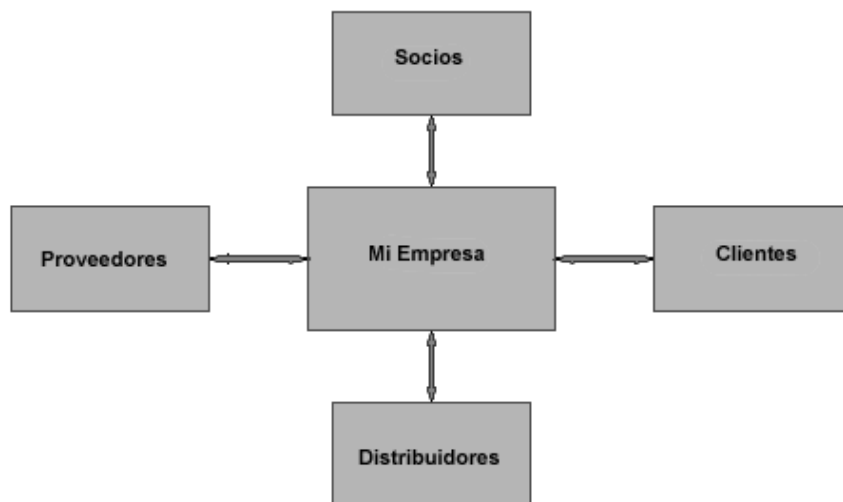 Socios
Proveedores
Mi Empresa
Clientes
Distribuidores